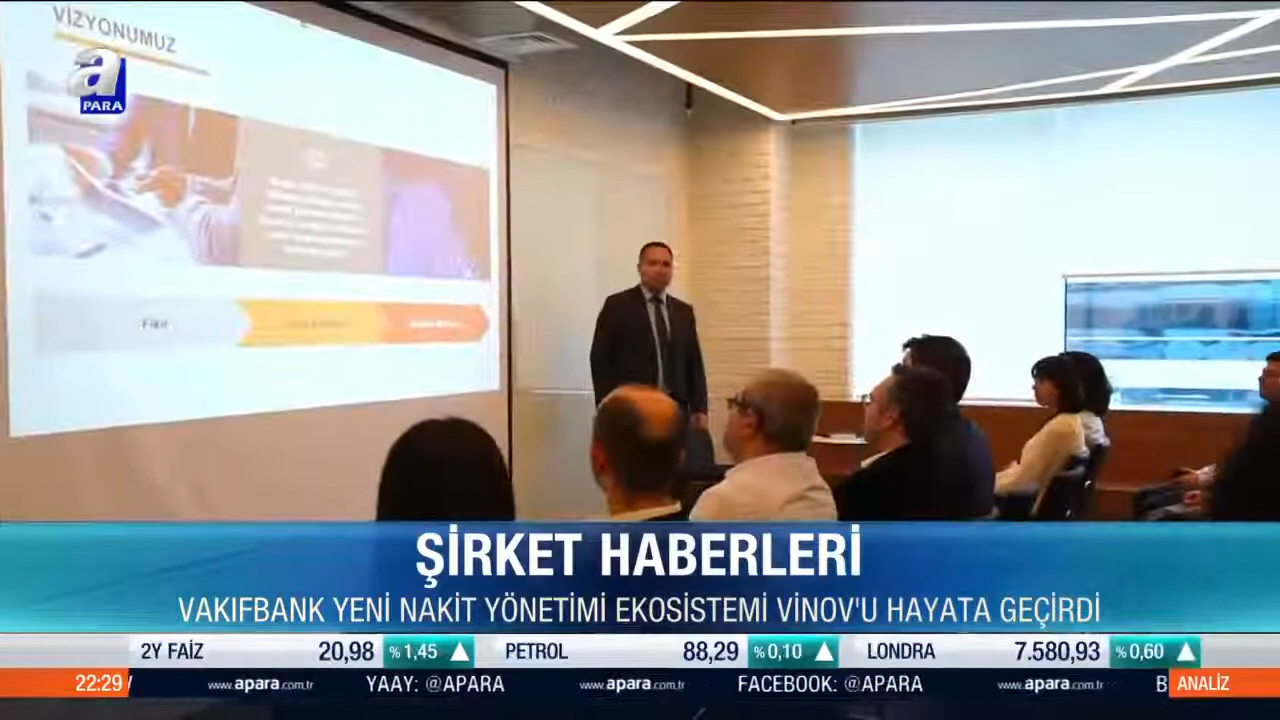 VİZYONUMUZ
a
PARA
Fikir
ŞİRKET HABERLERİ
VAKIFBANK YENİ NAKİT YÖNETİMİ EKOSİSTEMİ VİNOV'U HAYATA GEÇİRDİ
2Y FAİZ 20,98 %1,45 PETROL 88,29 %0,10 LONDRA 7.580,93 %0,60
22:29 www.apara.com.tr YAAY: @APARA www.apara.com.tr FACEBOOK: @APARA www.apara.com.tr B ANALİZ